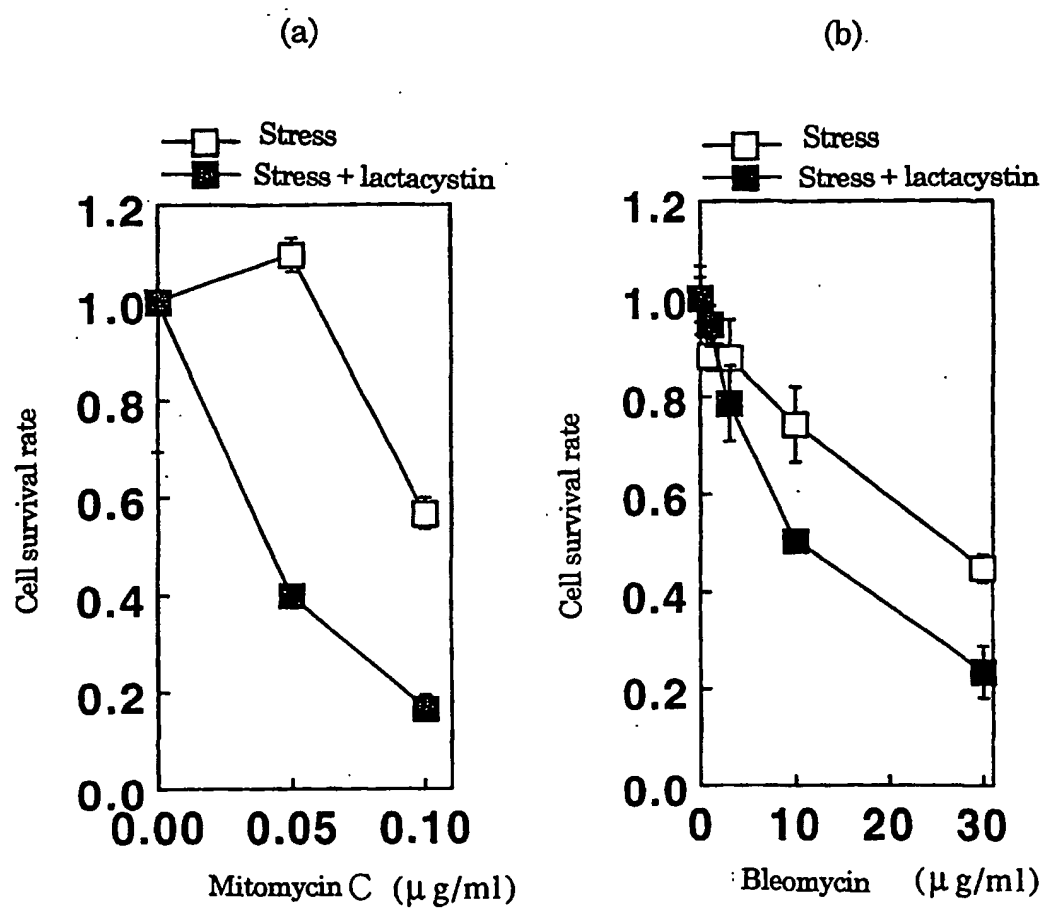 (a)
Stress
Stress + lactacystin
1.2
1.0
0.8
0.6
0.4
0.2
0.0
0.00 0.05 0.10
Cell survival rate
Mitomycin C (μ g/ml)
(b)
Stress
Stress + lactacystin
1.2
1.0
0.8
0.6
0.4
0.2
0.0
0 10 20 30
Cell survival rate
Bleomycin (μ g/ml)